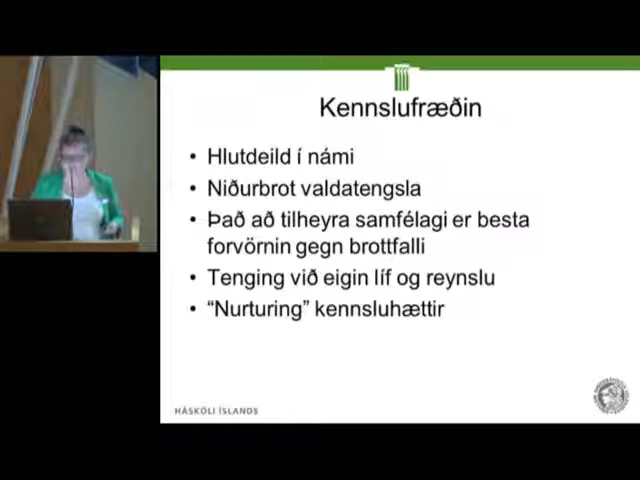 Kennslufræðin
• Hlutdeild í námi
• Niðurbrot valdatengsla
• Það að tilheyra samfélagi er besta
forvörnin gegn brottfalli
• Tenging við eigin líf og reynslu
• “Nurturing” kennsluhættir
HÁSKÓLI ÍSLANDS